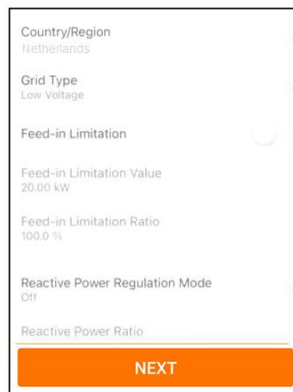 Country/Region
Netherlands
Grid Type
Low Voltage
Feed-in Limitation
Feed-in Limitation Value
20.00 kW
Feed-in Limitation Ratio
100.0 %
Reactive Power Regulation Mode
Off
Reactive Power Ratio
NEXT